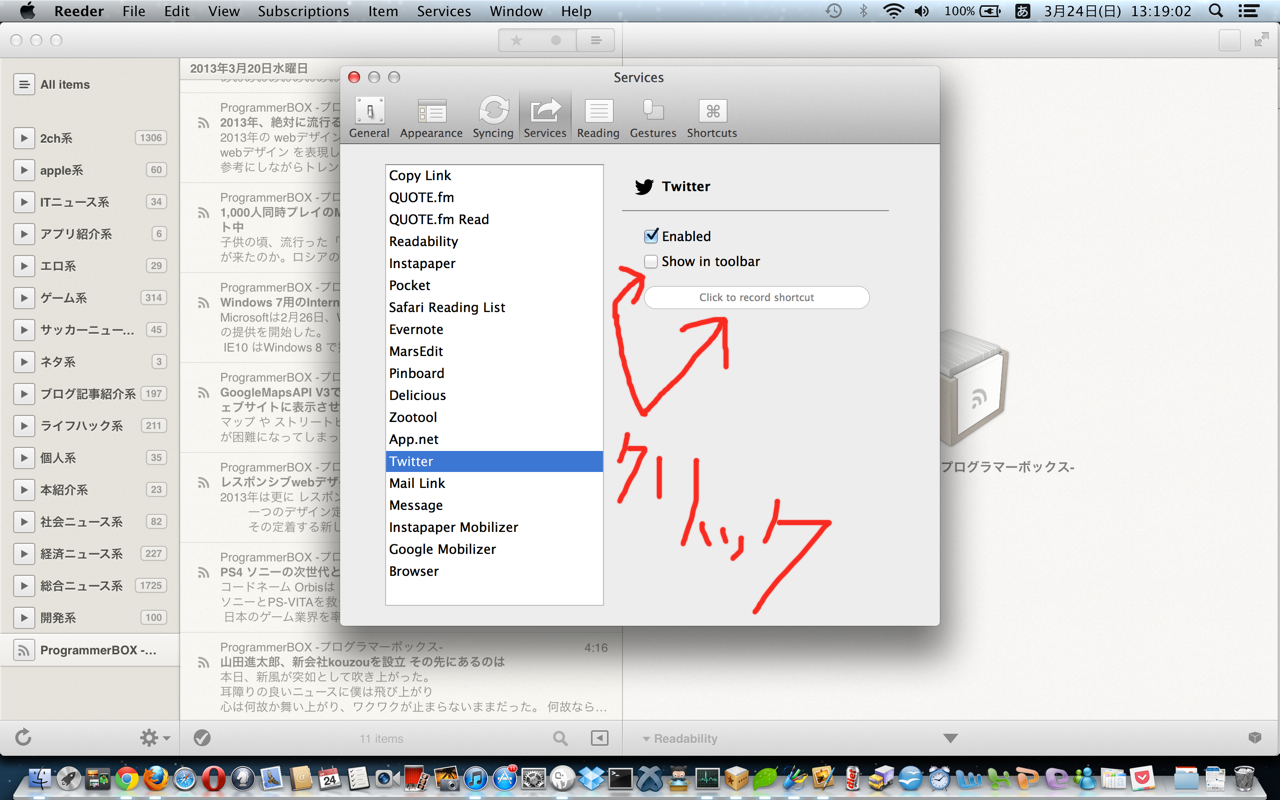 Reeder File Edit View Subscriptions Item Services Window Help 100% あ 3月24日(日) 13:19:02
All items
2ch系 1306
apple系 60
ITニュース系 34
アプリ紹介系 6
エロ系 29
ゲーム系 314
サッカーニュー... 45
ネタ系 3
ブログ記事紹介系 197
ライフハック系 211
個人系 35
本紹介系 23
社会ニュース系 82
経済ニュース系 227
総合ニュース系 1725
開発系 100
ProgrammerBOX -...
2013年3月20日水曜日
ProgrammerBOX -プロ
2013年、絶対に流行る
2013年の webデザイン
webデザイン を表現し
参考にしながらトレン
ProgrammerBOX -プロ
1,000人同時プレイのM
ト中
子供の頃、流行った「
が来たのか。ロシアの
ProgrammerBOX -プロ
Windows 7用のIntern
Microsoftは2月26日、W
の提供を開始した。
IE10 はWindows 8 で
ProgrammerBOX -プロ
GoogleMapsAPI V3で
ェブサイトに表示させ
マップ や ストリートビ
が困難になってしまっ
ProgrammerBOX -プロ
レスポンシブwebデザ
2013年は更に レスポン
一つのデザイン定
その定着する新し
ProgrammerBOX -プロ
PS4 ソニーの次世代と
コードネーム Orbisは
ソニーとPS-VITAを救
日本のゲーム業界を率
ProgrammerBOX -プログラマーボックス- 4:16
山田進太郎、新会社kouzouを設立 その先にあるのは
本日、新風が突如として吹き上がった。
耳障りの良いニュースに僕は飛び上がり
心は何故か舞い上がり、ワクワクが止まらないままだった。 何故なら…
11 items
Services
General Appearance Syncing Services Reading Gestures Shortcuts
Copy Link
QUOTE.fm
QUOTE.fm Read
Readability
Instapaper
Pocket
Safari Reading List
Evernote
MarsEdit
Pinboard
Delicious
Zootool
App.net
Twitter
Mail Link
Message
Instapaper Mobilizer
Google Mobilizer
Browser
Twitter
Enabled
Show in toolbar
Click to record shortcut
クリック
プログラマーボックス-
Readability